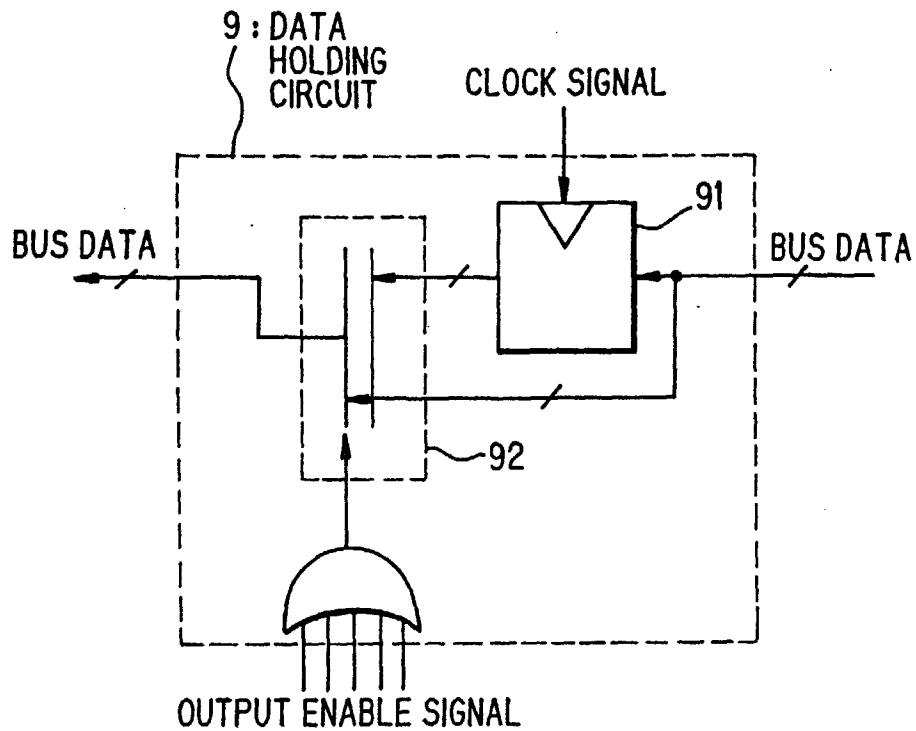 9 : DATA
HOLDING
CIRCUIT
CLOCK SIGNAL
91
BUS DATA
BUS DATA
92
OUTPUT ENABLE SIGNAL